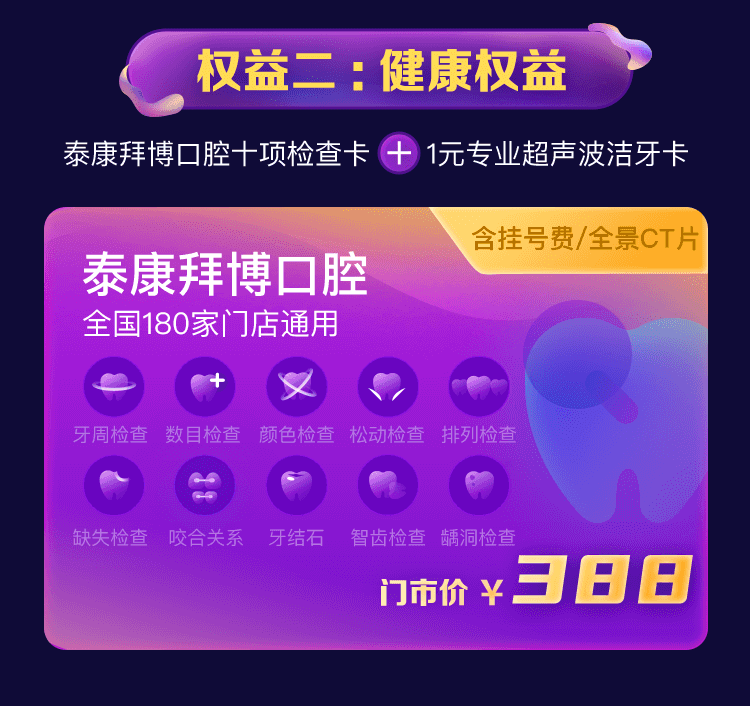 权益二：健康权益
泰康拜博口腔十项检查卡 + 1元专业超声波洁牙卡
含挂号费/全景CT片
泰康拜博口腔
全国180家门店通用
牙周检查 数目检查 颜色检查 松动检查 排列检查
缺失检查 咬合关系 牙结石 智齿检查 龋洞检查
门市价 ¥388